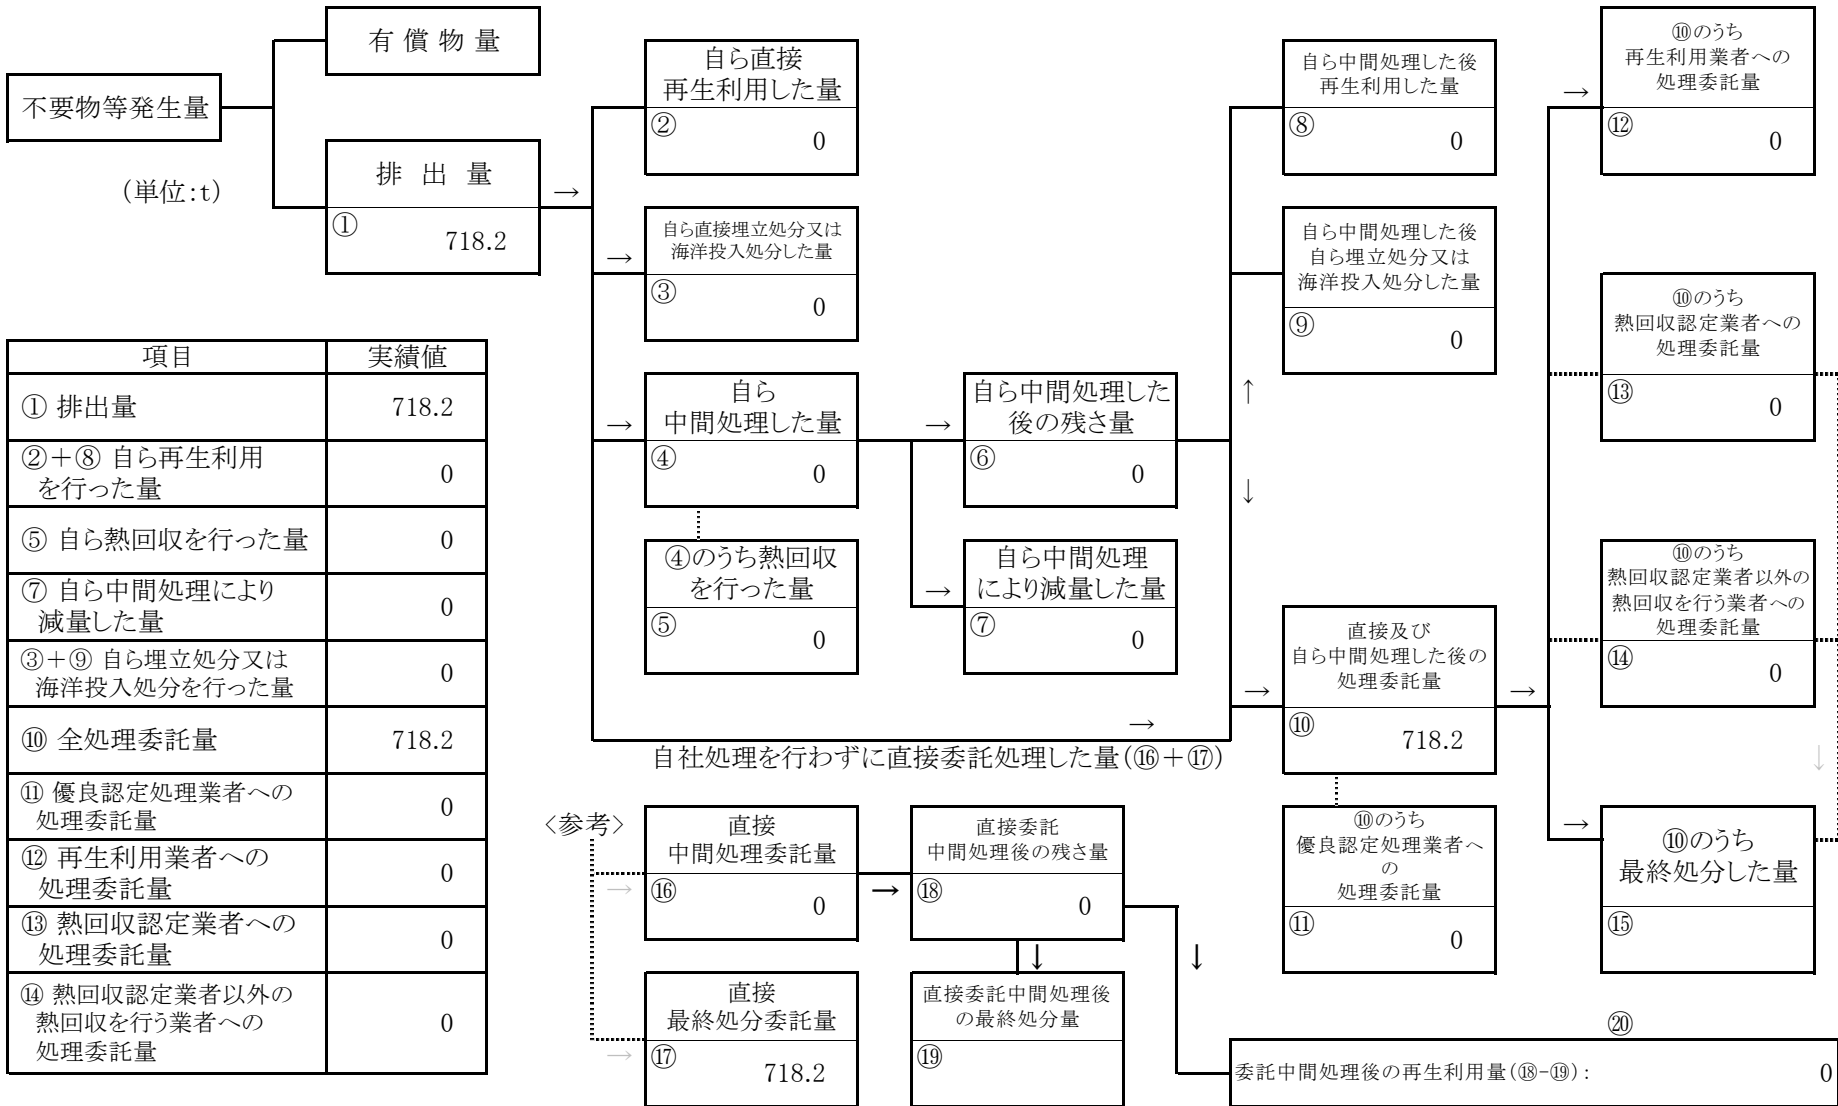 有 償 物 量
不要物等発生量
(単位:t)
排 出 量
① 718.2
→
自ら直接
再生利用した量
② 0
→
自ら直接埋立処分又は
海洋投入処分した量
③ 0
→
自ら
中間処理した量
④ 0
④のうち熱回収
を行った量
⑤ 0
→
自ら中間処理した
後の残さ量
⑥ 0
→
自ら中間処理
により減量した量
⑦ 0
↑
↓
自ら中間処理した後
再生利用した量
⑧ 0
自ら中間処理した後
自ら埋立処分又は
海洋投入処分した量
⑨ 0
→
自社処理を行わずに直接委託処理した量(⑯+⑰)
→
直接及び
自ら中間処理した後の
処理委託量
⑩ 718.2
⑩のうち
優良認定処理業者へ
の
処理委託量
⑪ 0
→
→
⑩のうち
再生利用業者への
処理委託量
⑫ 0
⑩のうち
熱回収認定業者への
処理委託量
⑬ 0
⑩のうち
熱回収認定業者以外の
熱回収を行う業者への
処理委託量
⑭ 0
↓
→
⑩のうち
最終処分した量
⑮
項目 実績値
① 排出量 718.2
②+⑧ 自ら再生利用
を行った量 0
⑤ 自ら熱回収を行った量 0
⑦ 自ら中間処理により
減量した量 0
③+⑨ 自ら埋立処分又は
海洋投入処分を行った量 0
⑩ 全処理委託量 718.2
⑪ 優良認定処理業者への
処理委託量 0
⑫ 再生利用業者への
処理委託量 0
⑬ 熱回収認定業者への
処理委託量 0
⑭ 熱回収認定業者以外の
熱回収を行う業者への
処理委託量 0
<参考>
→
直接
中間処理委託量
⑯ 0
→
直接委託
中間処理後の残さ量
⑱ 0
↓
↓
→
直接
最終処分委託量
⑰ 718.2
直接委託中間処理後
の最終処分量
⑲
⑳
委託中間処理後の再生利用量(⑱-⑲): 0